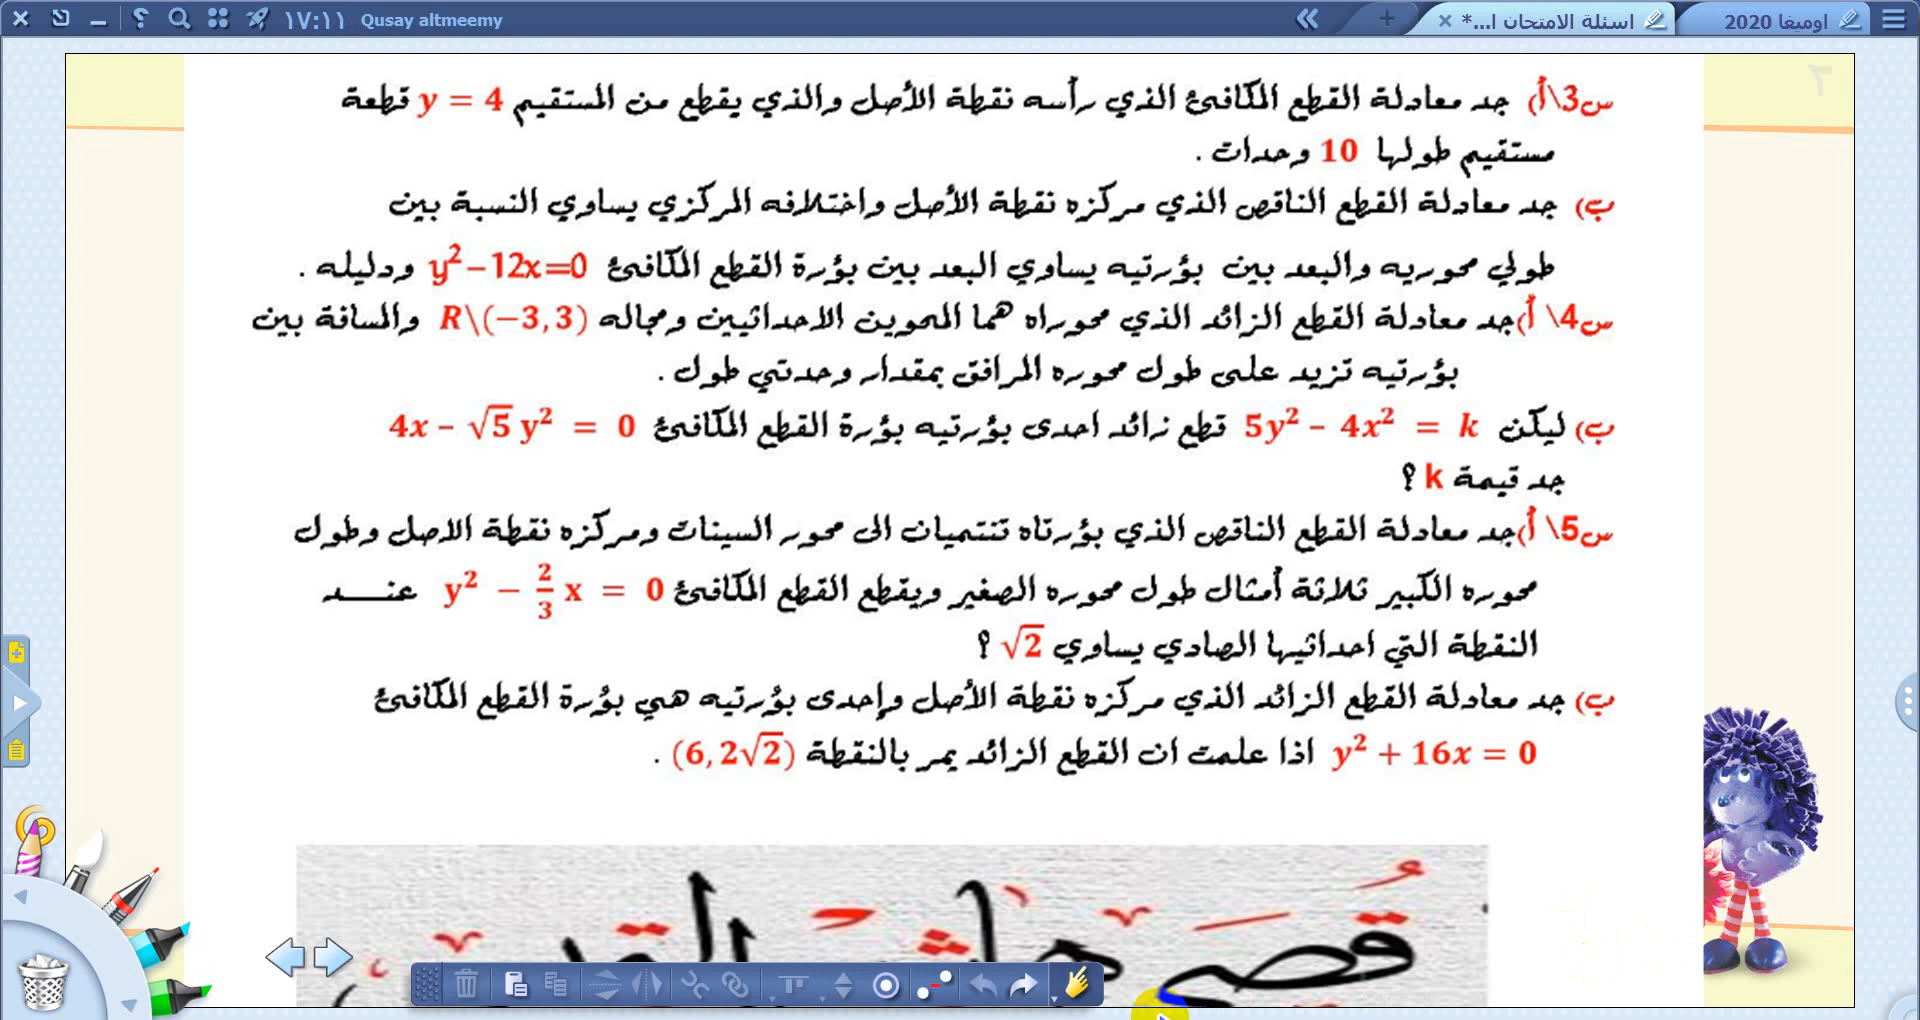 ١٧:١١ Qusay altmeemy
اسئلة الامتحان ا...*
اوميغا 2020
س3\أ) جد معادلة القطع المكافئ الذي رأسه نقطة الأصل والذي يقطع من المستقيم y = 4 قطعة
مستقيم طولها 10 وحدات .
ب) جد معادلة القطع الناقص الذي مركزه نقطة الأصل واختلافه المركزي يساوي النسبة بين
طولي محوريه والبعد بين بؤرتيه يساوي البعد بين بؤرة القطع المكافئ y²−12x=0 ودليله .
س4\ أ)جد معادلة القطع الزائد الذي محوراه هما المحوين الاحداثيين ومجاله R\(−3,3) والمسافة بين
بؤرتيه تزيد على طول محوره المرافق بمقدار وحدتي طول .
ب) ليكن 5y² − 4x² = k قطع زائد احدى بؤرتيه بؤرة القطع المكافئ 4x − √5 y² = 0
جد قيمة k ؟
س5\ أ)جد معادلة القطع الناقص الذي بؤرتاه تنتميان الى محور السينات ومركزه نقطة الاصل وطول
محوره الكبير ثلاثة أمثال طول محوره الصغير ويقطع القطع المكافئ y² − 2/3 x = 0 عنـــد
النقطة التي احداثيها الصادي يساوي √2 ؟
ب) جد معادلة القطع الزائد الذي مركزه نقطة الأصل وإحدى بؤرتيه هي بؤرة القطع المكافئ
y² + 16x = 0 اذا علمت ان القطع الزائد يمر بالنقطة (6, 2√2) .